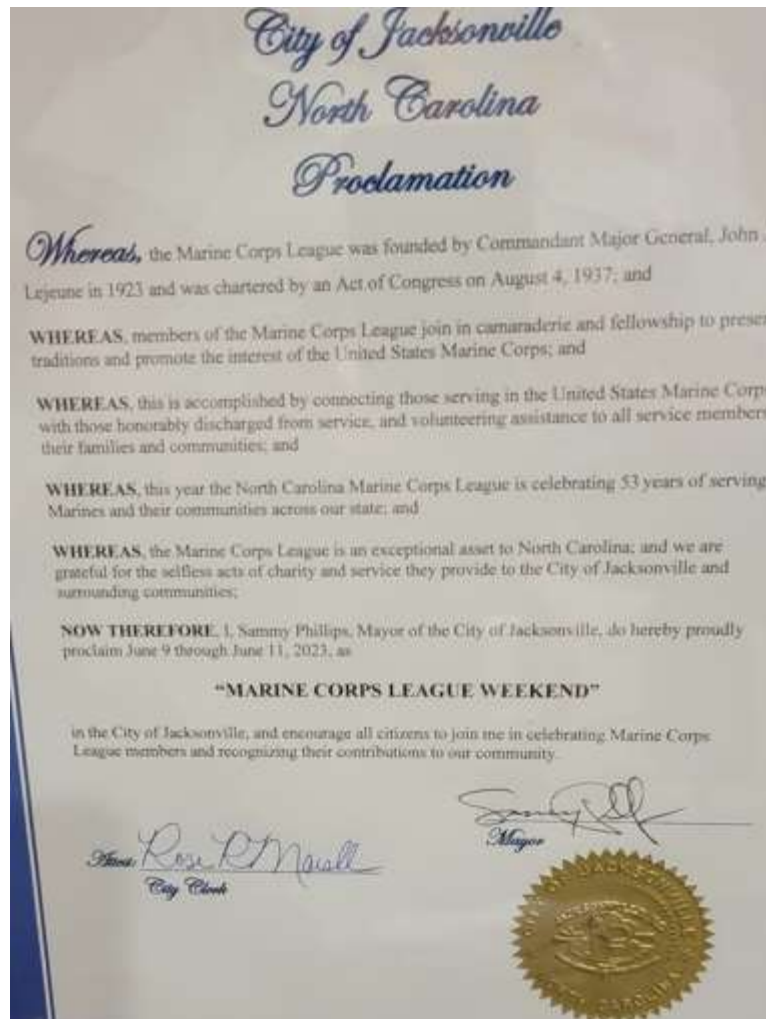 City of Jacksonville
North Carolina
Proclamation
Whereas, the Marine Corps League was founded by Commandant Major General, John
Lejeune in 1923 and was chartered by an Act of Congress on August 4, 1937; and
WHEREAS, members of the Marine Corps League join in camaraderie and fellowship to
traditions and promote the interest of the United States Marine Corps; and
WHEREAS, this is accomplished by connecting those serving in the United States Marine Corps
with those honorably discharged from service, and volunteering assistance to all service members
their families and communities; and
WHEREAS, this year the North Carolina Marine Corps League is celebrating 53 years of serving
Marines and their communities across our state; and
WHEREAS, the Marine Corps League is an exceptional asset to North Carolina; and we are
grateful for the selfless acts of charity and service they provide to the City of Jacksonville and
surrounding communities;
NOW THEREFORE, I, Sammy Phillips, Mayor of the City of Jacksonville, do hereby proudly
proclaim June 9 through June 11, 2023, as
“MARINE CORPS LEAGUE WEEKEND”
in the City of Jacksonville, and encourage all citizens to join me in celebrating Marine Corps
League members and recognizing their contributions to our community.
Mayor
Attest:
City Clerk
CITY OF JACKSONVILLE
NORTH CAROLINA